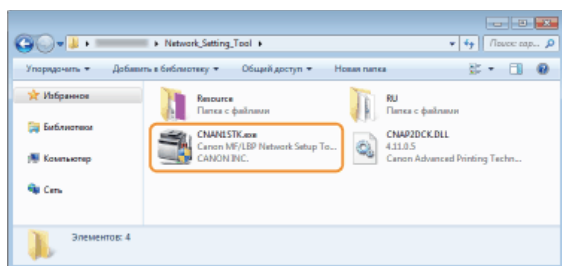 Network_Setting_Tool
Поиск: zap...
Упорядочить Добавить в библиотеку Общий доступ Новая папка
Избранное
Библиотеки
Компьютер
Сеть
Resource
Папка с файлами
RU
Папка с файлами
CNAN1STK.exe
Canon MF/LBP Network Setup To...
CANON INC.
CNAP2DCK.DLL
4.11.0.5
Canon Advanced Printing Techn...
Элементов: 4